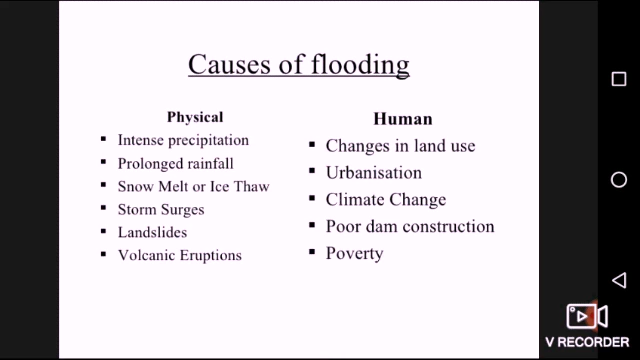 Causes of flooding
Physical
Intense precipitation
Prolonged rainfall
Snow Melt or Ice Thaw
Storm Surges
Landslides
Volcanic Eruptions
Human
Changes in land use
Urbanisation
Climate Change
Poor dam construction
Poverty
V RECORDER